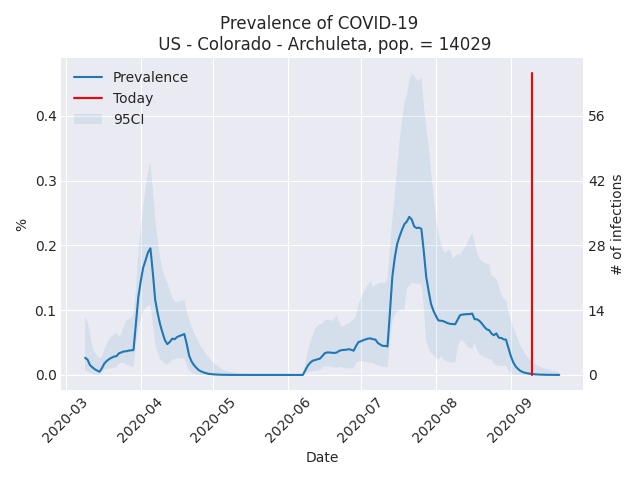 Prevalence of COVID-19
US - Colorado - Archuleta, pop. = 14029
Prevalence
Today
95CI
%
0.4
0.3
0.2
0.1
0.0
56
42
28
14
0
# of infections
2020-03
2020-04
2020-05
2020-06
2020-07
2020-08
2020-09
Date